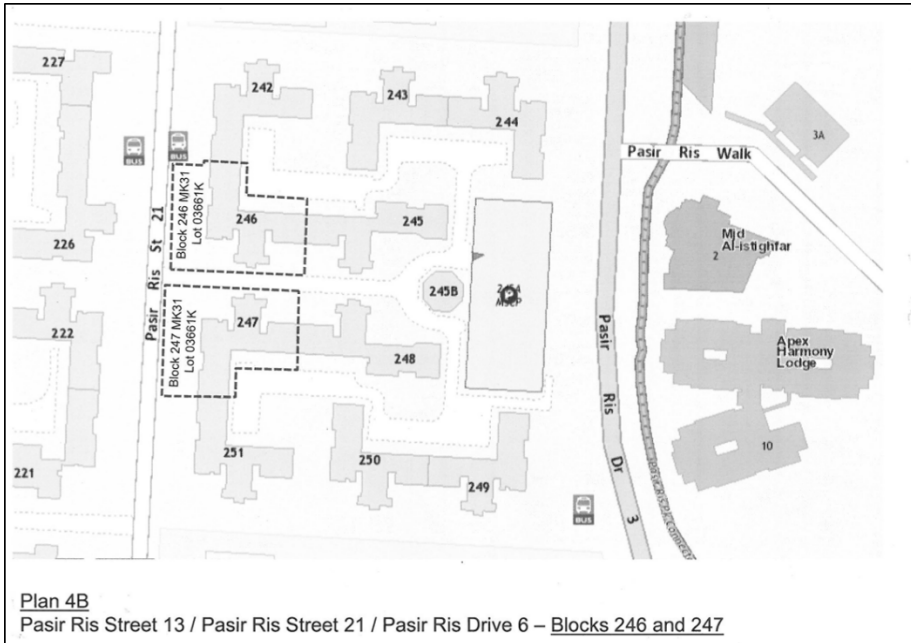 227
242
243
244
3A
BUS
BUS
Pasir Ris Walk
Block 246 MK31
Lot 03661K
246
245
226
Pasir Ris St 21
Mjd
Al-istighfar
2
245B
Block 247 MK31
Lot 03661K
247
222
248
Pasir Ris Dr 3
Apex
Harmony
Lodge
251
250
249
221
10
BUS
Plan 4B
Pasir Ris Street 13 / Pasir Ris Street 21 / Pasir Ris Drive 6 – Blocks 246 and 247